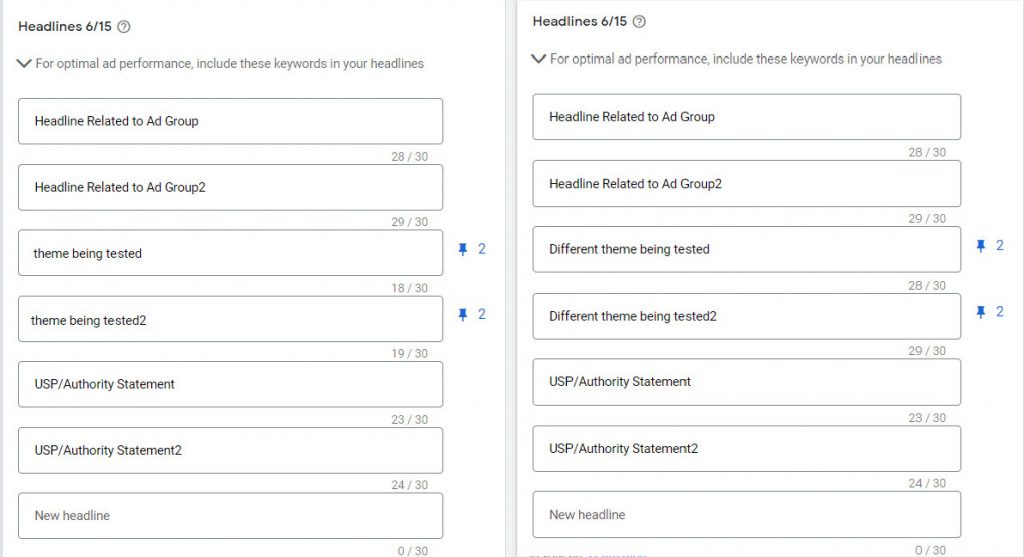 Headlines 6/15
For optimal ad performance, include these keywords in your headlines
Headline Related to Ad Group
28 / 30
Headline Related to Ad Group2
29 / 30
theme being tested
2
18 / 30
theme being tested2
2
19 / 30
USP/Authority Statement
23 / 30
USP/Authority Statement2
24 / 30
New headline
0 / 30
Headlines 6/15
For optimal ad performance, include these keywords in your headlines
Headline Related to Ad Group
28 / 30
Headline Related to Ad Group2
29 / 30
Different theme being tested
2
28 / 30
Different theme being tested2
2
29 / 30
USP/Authority Statement
23 / 30
USP/Authority Statement2
24 / 30
New headline
0 / 30